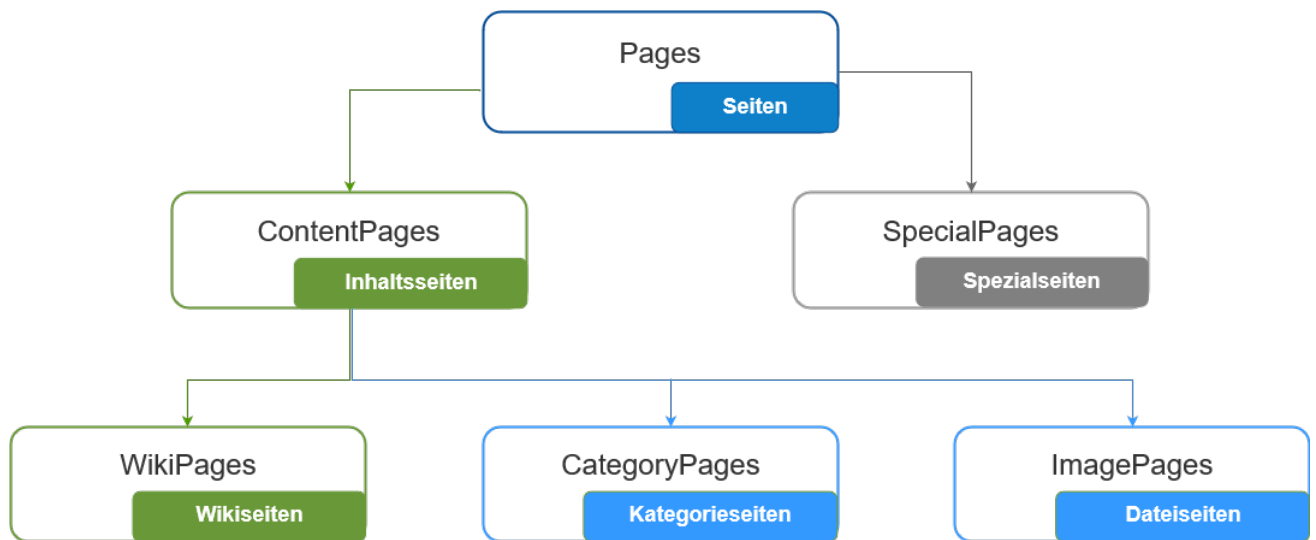 Pages
Seiten
ContentPages
Inhaltsseiten
SpecialPages
Spezialseiten
WikiPages
Wikiseiten
CategoryPages
Kategorieseiten
ImagePages
Dateiseiten